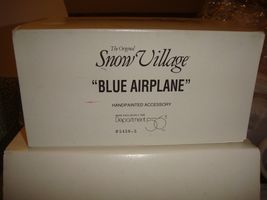 The Original
Snow Village
"BLUE AIRPLANE"
HANDPAINTED ACCESSORY
Department 56